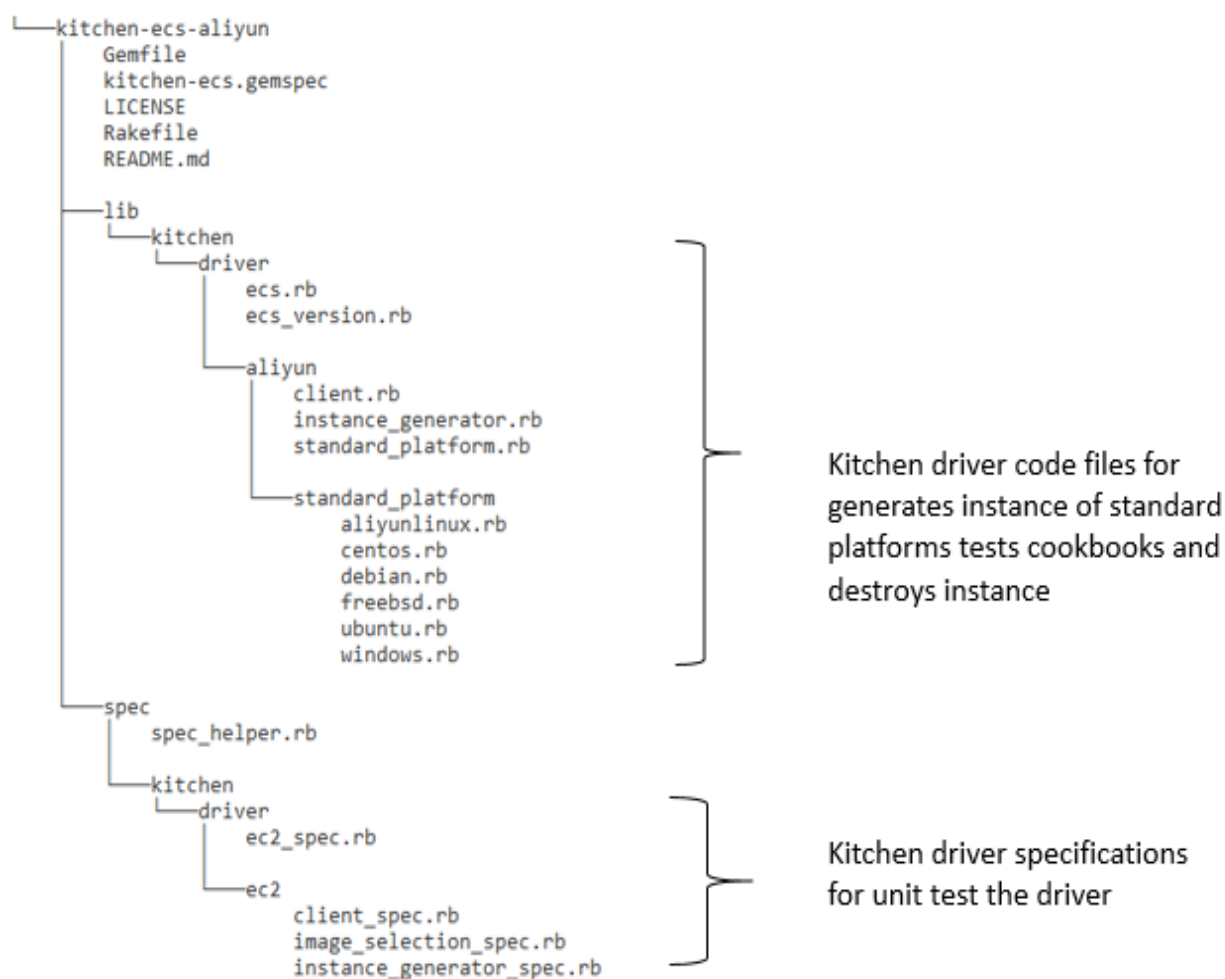 kitchen-ecs-aliyun
Gemfile
kitchen-ecs.gemspec
LICENSE
Rakefile
README.md
lib
kitchen
driver
ecs.rb
ecs_version.rb
aliyun
client.rb
instance_generator.rb
standard_platform.rb
standard_platform
aliyunlinux.rb
centos.rb
debian.rb
freebsd.rb
ubuntu.rb
windows.rb
Kitchen driver code files for
generates instance of standard
platforms tests cookbooks and
destroys instance
spec
spec_helper.rb
kitchen
driver
ec2_spec.rb
ec2
client_spec.rb
image_selection_spec.rb
instance_generator_spec.rb
Kitchen driver specifications
for unit test the driver